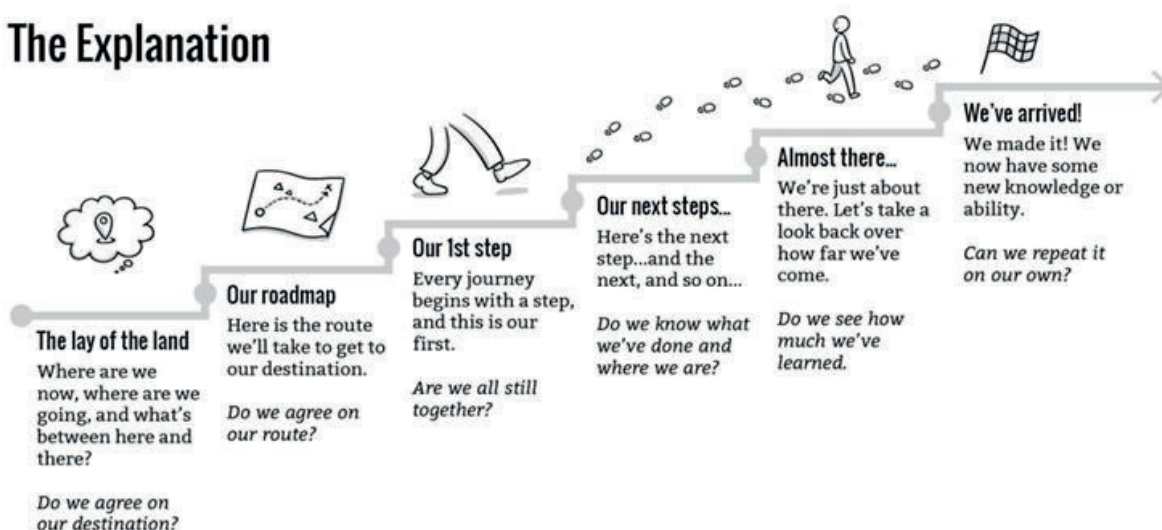 The Explanation
The lay of the land
Where are we
now, where are we
going, and what's
between here and
there?
Do we agree on
our destination?
Our roadmap
Here is the route
we'll take to get to
our destination.
Do we agree on
our route?
Our 1st step
Every journey
begins with a step,
and this is our
first.
Are we all still
together?
Our next steps...
Here's the next
step...and the
next, and so on...
Do we know what
we've done and
where we are?
Almost there...
We're just about
there. Let's take a
look back over
how far we've
come.
Do we see how
much we've
learned.
We've arrived!
We made it! We
now have some
new knowledge or
ability.
Can we repeat it
on our own?